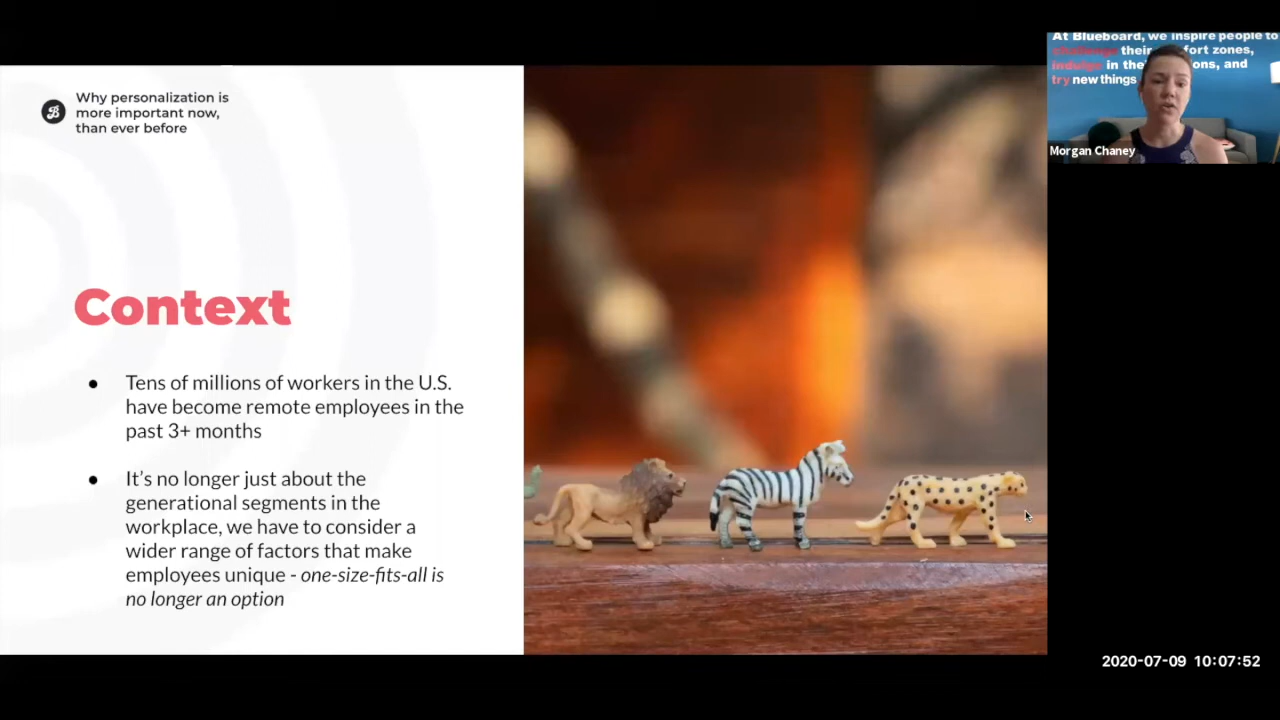 Why personalization is
more important now,
than ever before
Context
● Tens of millions of workers in the U.S.
have become remote employees in the
past 3+ months
● It's no longer just about the
generational segments in the
workplace, we have to consider a
wider range of factors that make
employees unique - one-size-fits-all is
no longer an option
At Blueboard, we inspire people to
challenge their fort zones,
indulge in the ons, and
try new things
Morgan Chaney
2020-07-09 10:07:52